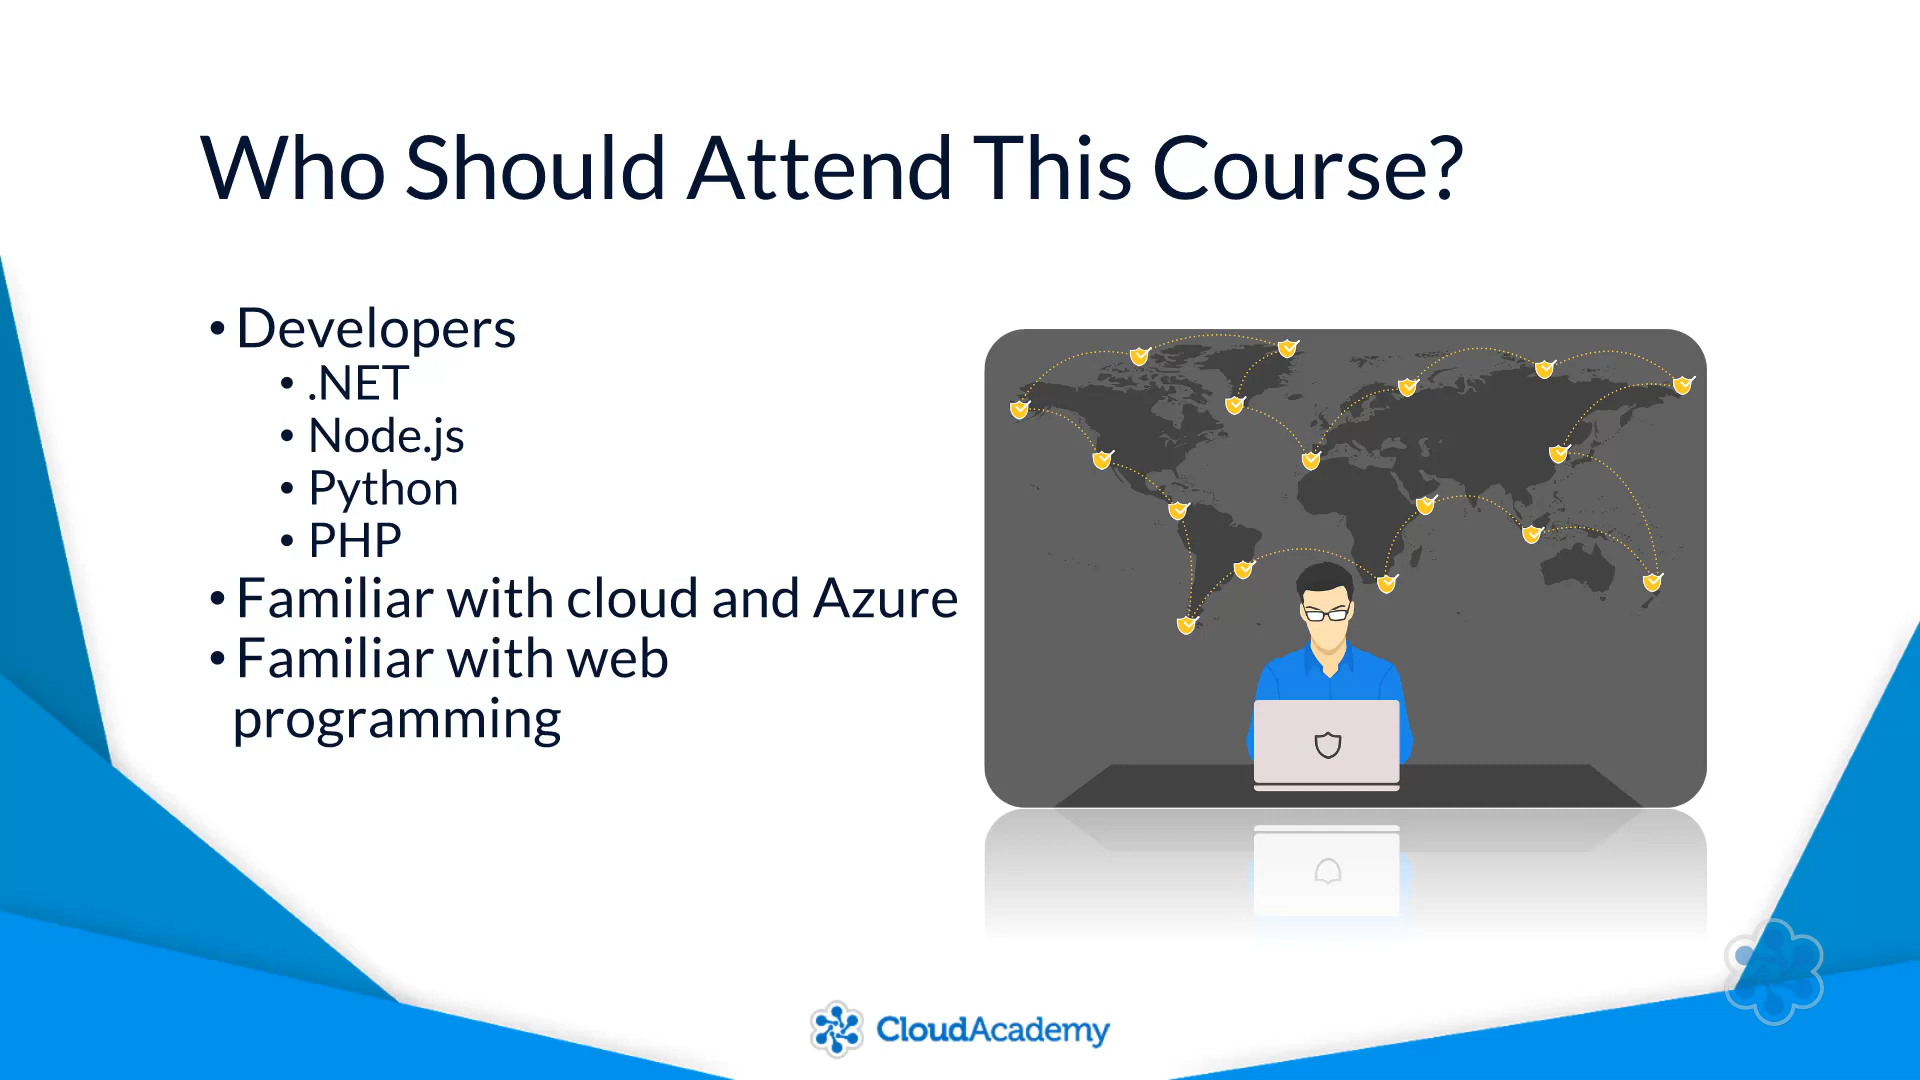 Who Should Attend This Course?
• Developers
• .NET
• Node.js
• Python
• PHP
• Familiar with cloud and Azure
• Familiar with web
programming
CloudAcademy